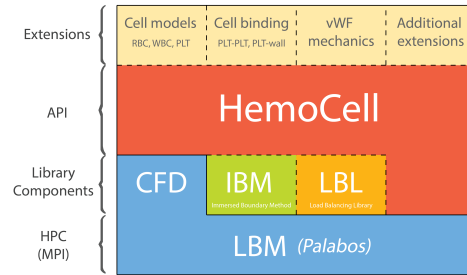 Extensions
Cell models
RBC, WBC, PLT
Cell binding
PLT-PLT, PLT-wall
vWF
mechanics
Additional
extensions
API
HemoCell
Library
Components
CFD
IBM
Immersed Boundary Method
LBL
Load Balancing Library
HPC
(MPI)
LBM (Palabos)